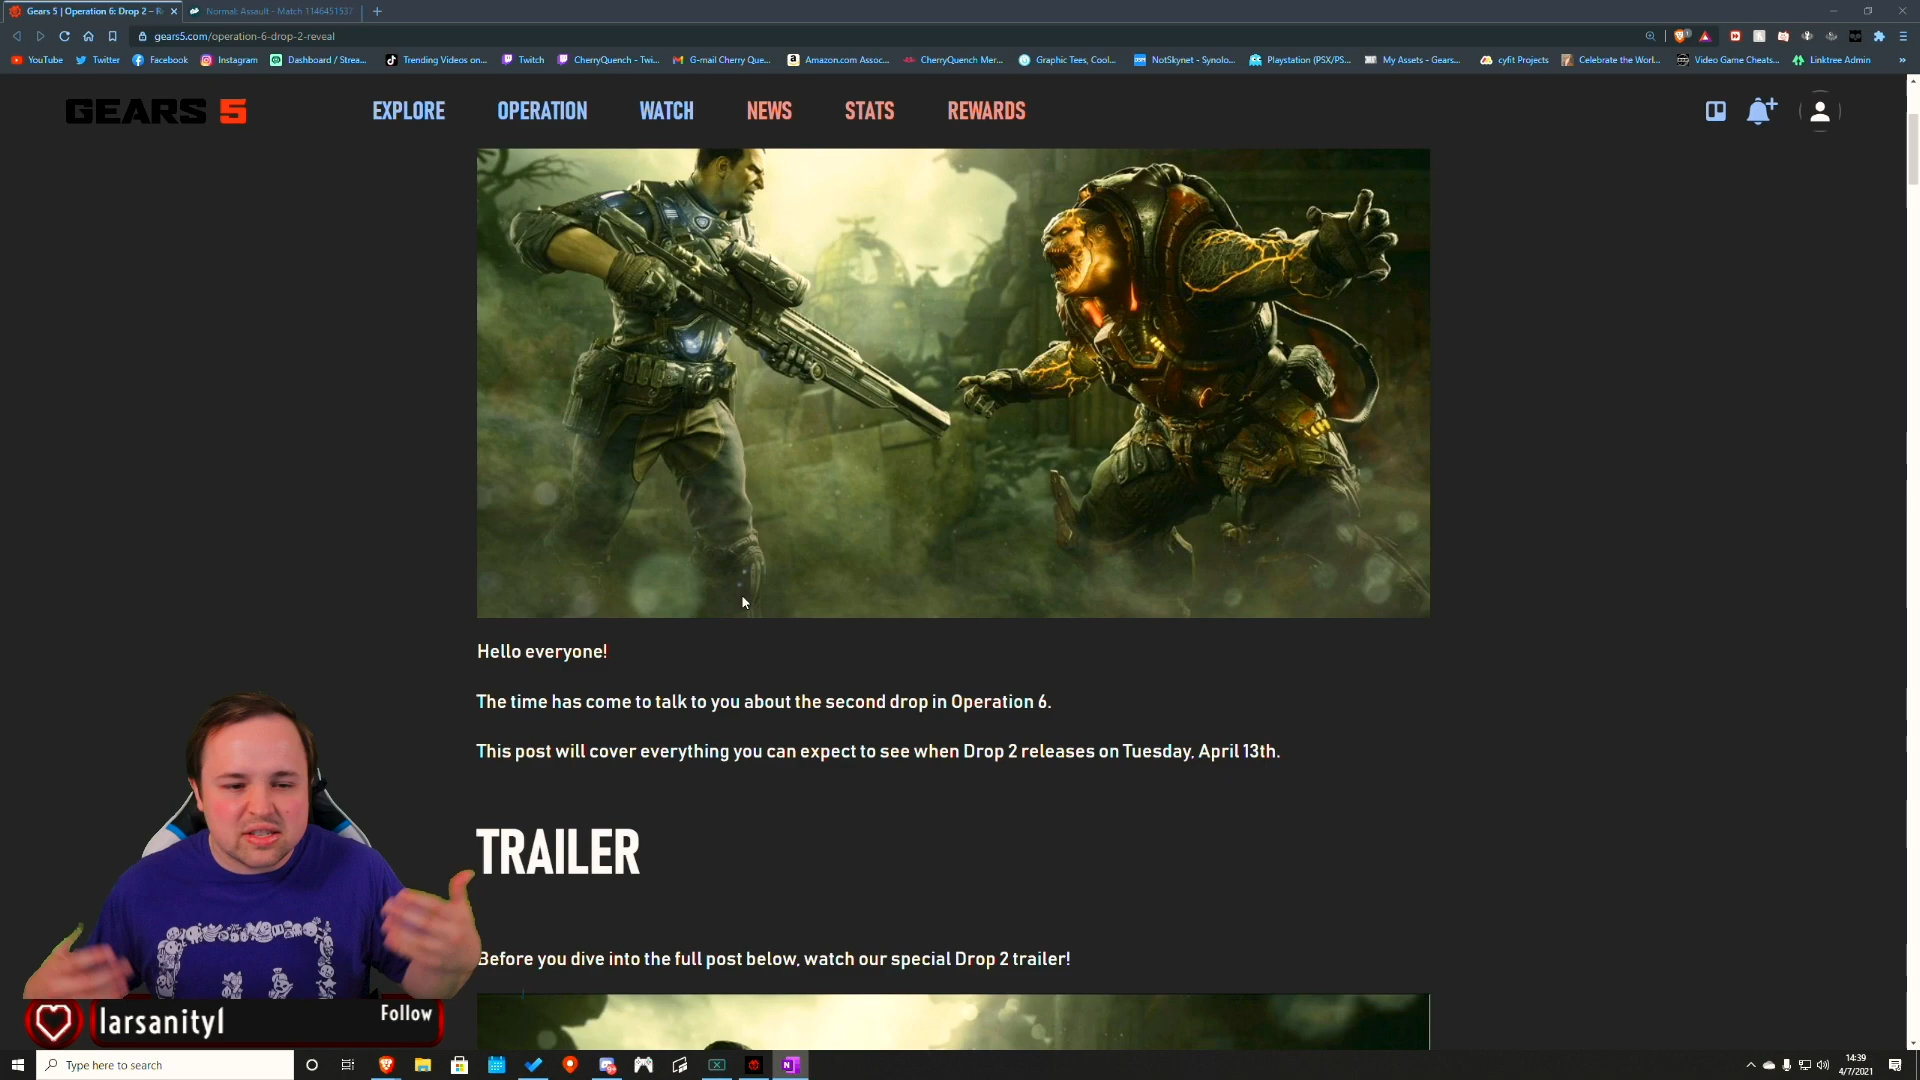 Gears 5 | Operation 6: Drop 2 – R
Normal: Assault - Match 1146451537
gears5.com/operation-6-drop-2-reveal
YouTube Twitter Facebook Instagram Dashboard / Strea... Trending Videos on... Twitch CherryQuench - Twi... G-mail Cherry Que... Amazon.com Assoc... CherryQuench Mer... Graphic Tees, Cool... NotSkynet - Synolo... Playstation (PSX/PS... My Assets - Gears... cyfit Projects Celebrate the Worl... Video Game Cheats... Linktree Admin »
GEARS 5 EXPLORE OPERATION WATCH NEWS STATS REWARDS
Hello everyone!
The time has come to talk to you about the second drop in Operation 6.
This post will cover everything you can expect to see when Drop 2 releases on Tuesday, April 13th.
TRAILER
Before you dive into the full post below, watch our special Drop 2 trailer!
larsanity1 Follow
Type here to search
14:39
4/7/2021